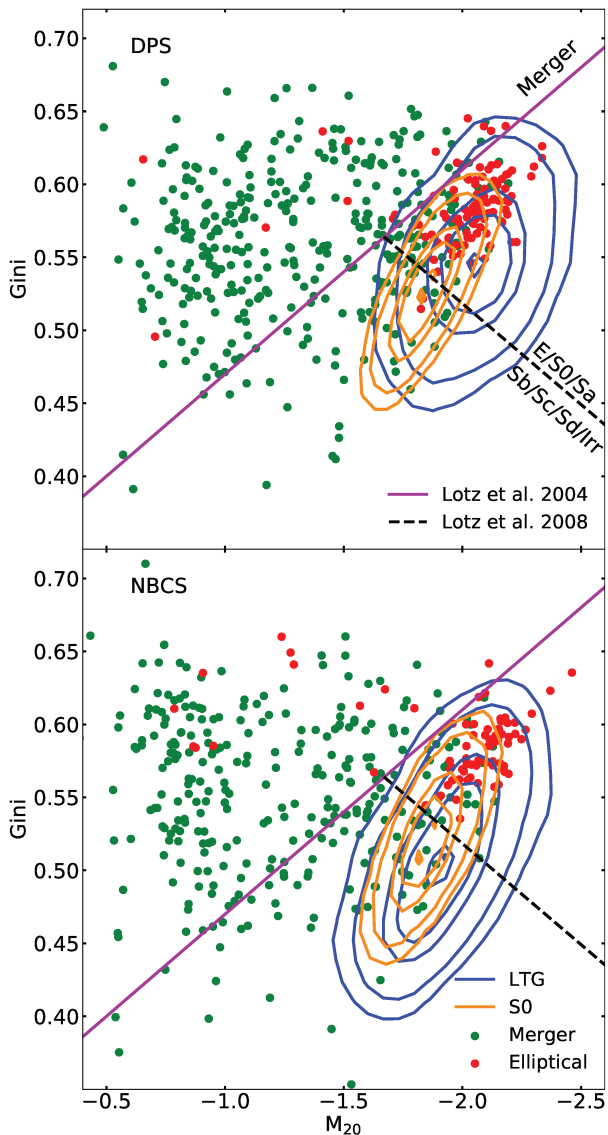 0.70
DPS
Merger
0.65
0.60
Gini
0.55
0.50
E/S0/Sa
Sb/Sc/Sd/Irr
0.45
0.40
Lotz et al. 2004
Lotz et al. 2008
0.70
NBCS
0.65
0.60
Gini
0.55
0.50
0.45
LTG
S0
0.40
Merger
Elliptical
−0.5 −1.0 −1.5 −2.0 −2.5
M20